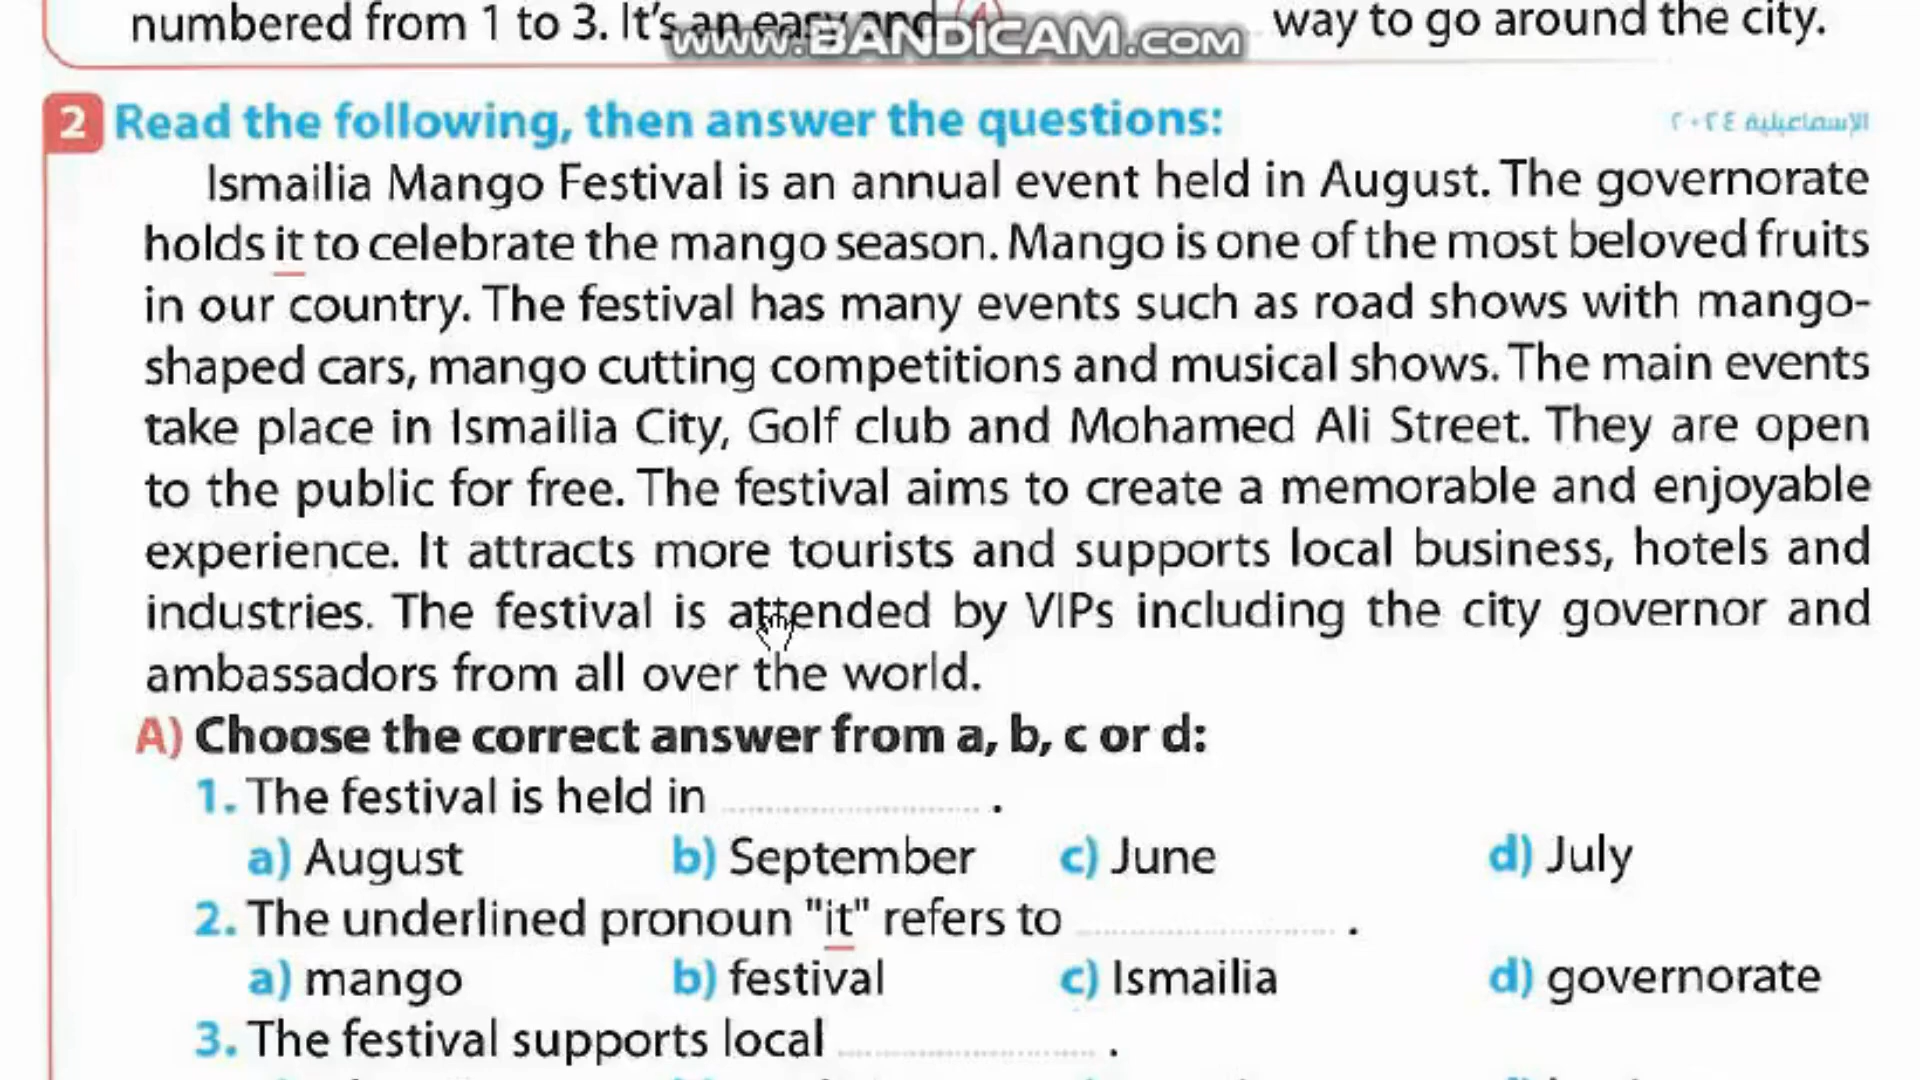 numbered from 1 to 3. It's an easy and (4) way to go around the city.
www.BANDICAM.com
2 Read the following, then answer the questions: الإسماعيلية ٢٠٢٤
Ismailia Mango Festival is an annual event held in August. The governorate
holds it to celebrate the mango season. Mango is one of the most beloved fruits
in our country. The festival has many events such as road shows with mango-
shaped cars, mango cutting competitions and musical shows. The main events
take place in Ismailia City, Golf club and Mohamed Ali Street. They are open
to the public for free. The festival aims to create a memorable and enjoyable
experience. It attracts more tourists and supports local business, hotels and
industries. The festival is attended by VIPs including the city governor and
ambassadors from all over the world.
A) Choose the correct answer from a, b, c or d:
1. The festival is held in .................... .
a) August b) September c) June d) July
2. The underlined pronoun "it" refers to .................... .
a) mango b) festival c) Ismailia d) governorate
3. The festival supports local .................... .